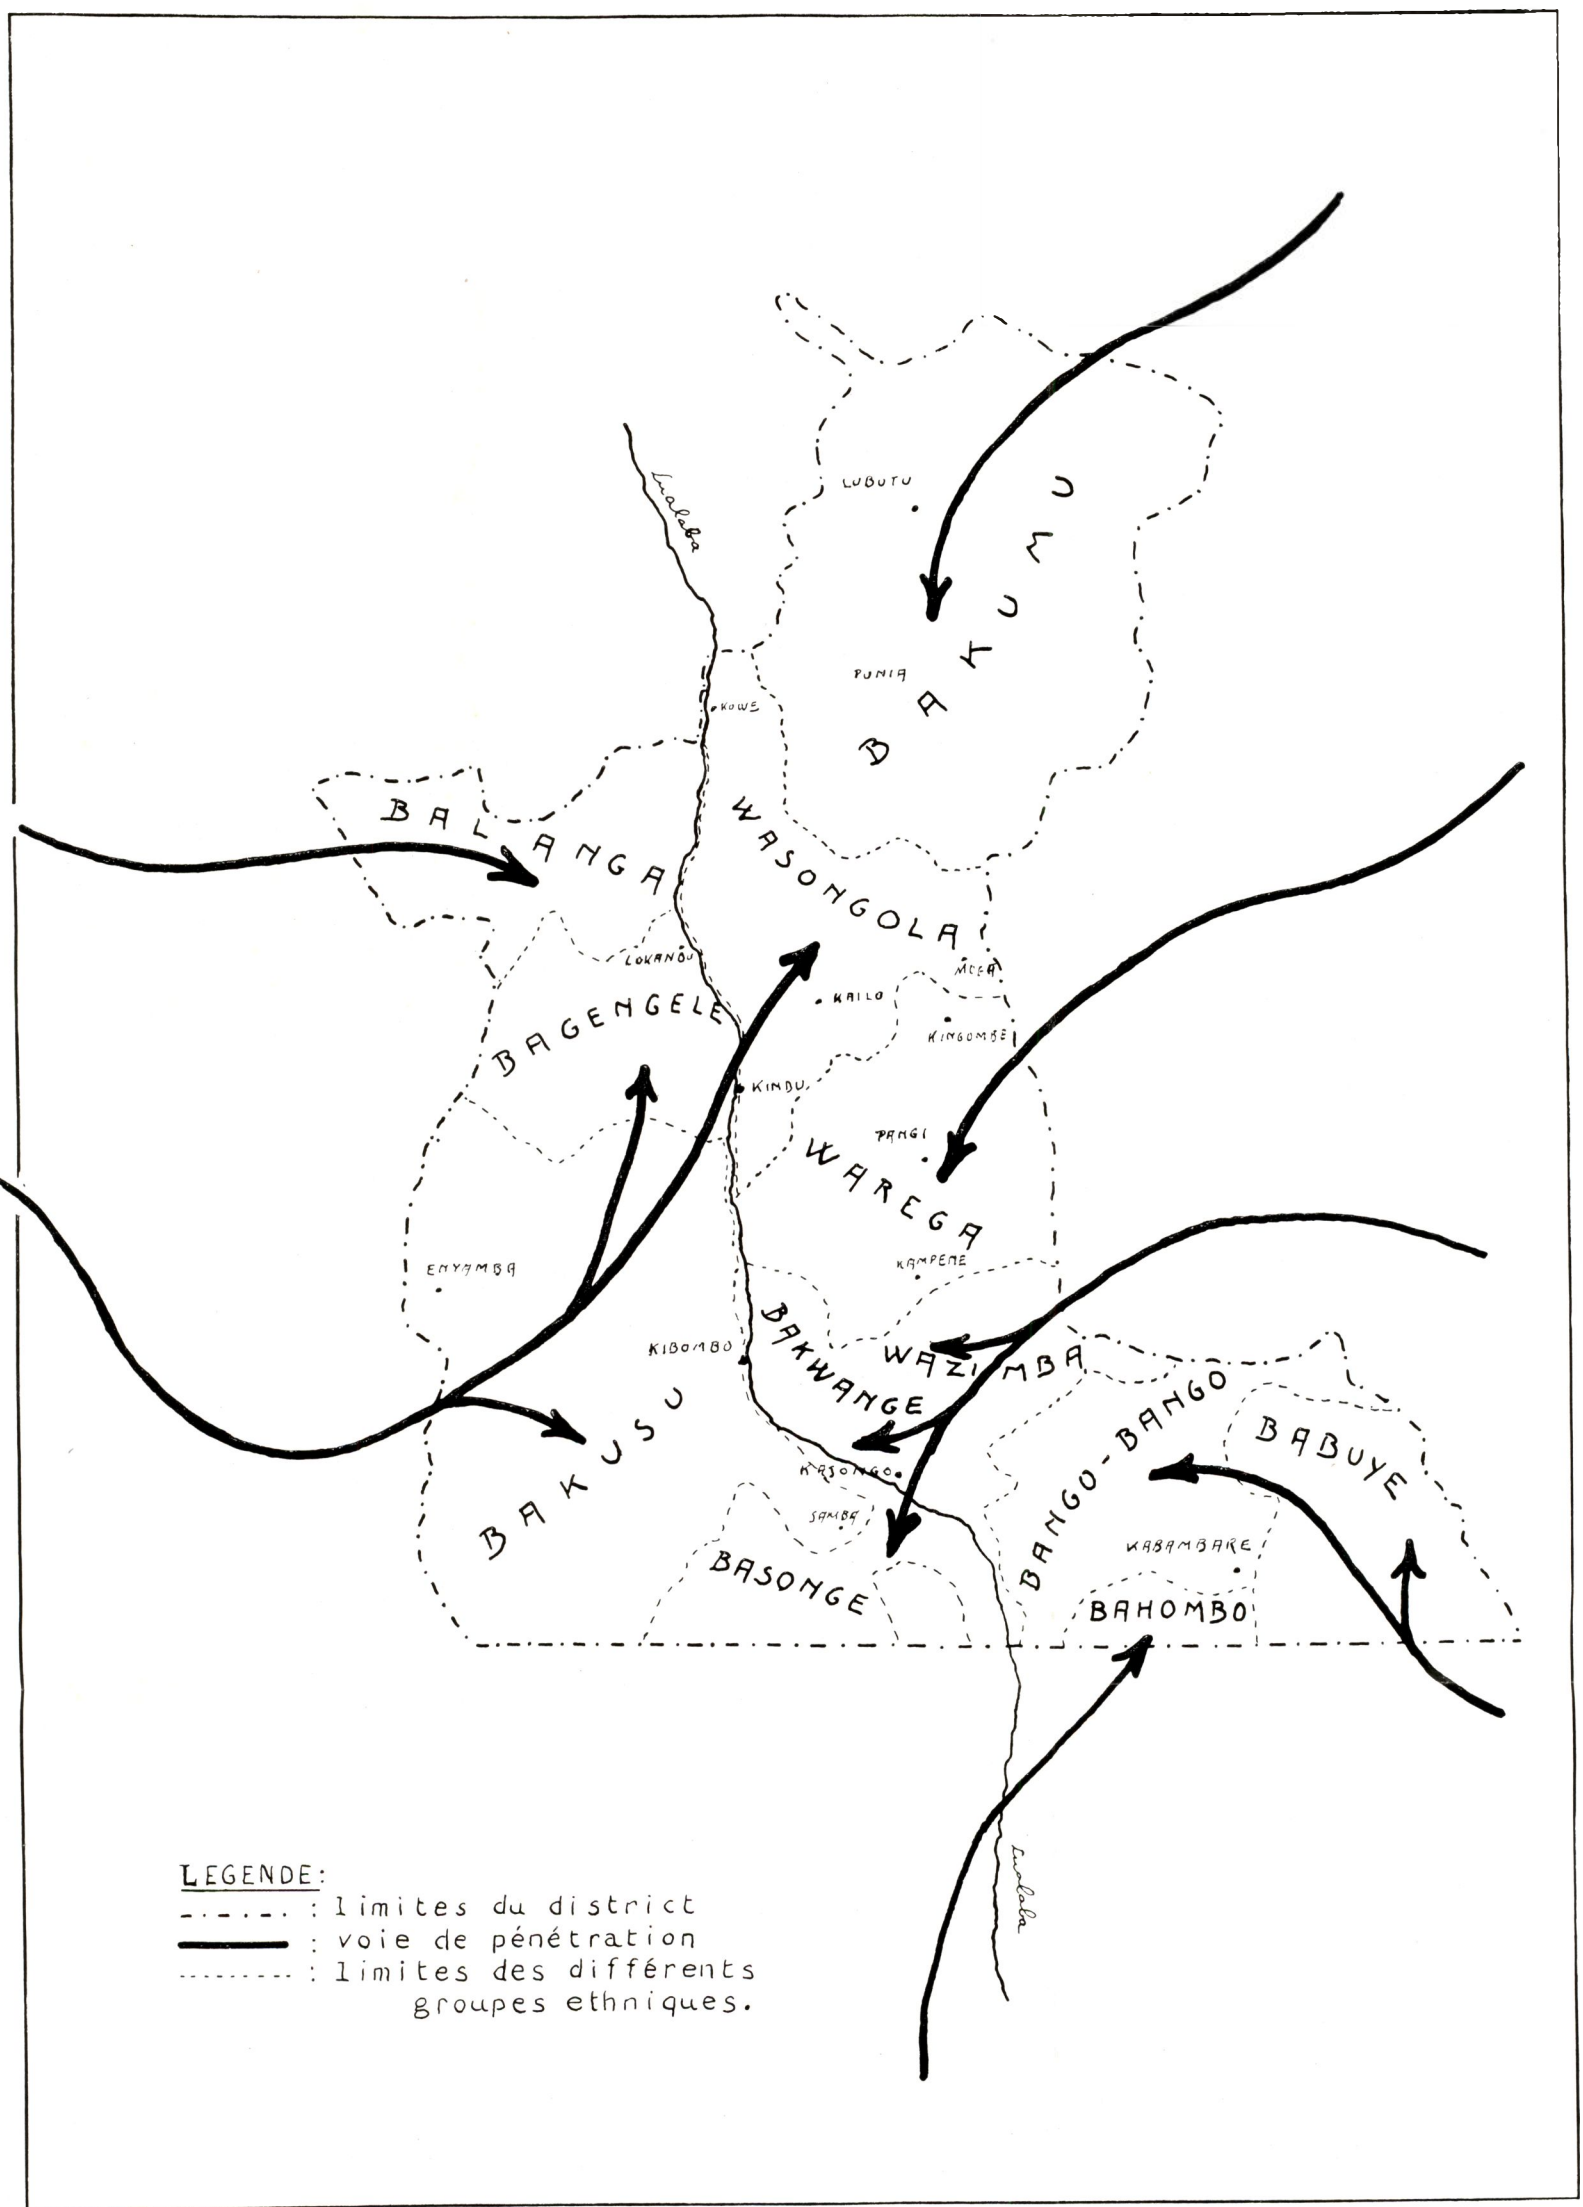 Lualaba
LUBUTU
BAKUMU
PUNIA
KOWE
BALANGA
WASONGOLA
LOKANDU
MOGA
KAILO
BAGENGELE
KINGOMBE
KINDU
PANGI
WAREGA
ENYAMBA
KAMPENE
KIBOMBO
BAKWANGE
WAZIMBA
BAKUSU
BANGO-BANGO
BABUYE
KASONGO
SAMBA
BASONGE
KABAMBARE
BAHOMBO
Lualaba
LEGENDE:
: limites du district
: voie de pénétration
: limites des différents
groupes ethniques.